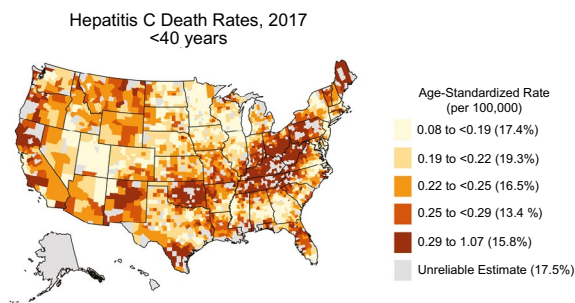 Hepatitis C Death Rates, 2017
<40 years
Age-Standardized Rate
(per 100,000)
0.08 to <0.19 (17.4%)
0.19 to <0.22 (19.3%)
0.22 to <0.25 (16.5%)
0.25 to <0.29 (13.4 %)
0.29 to 1.07 (15.8%)
Unreliable Estimate (17.5%)